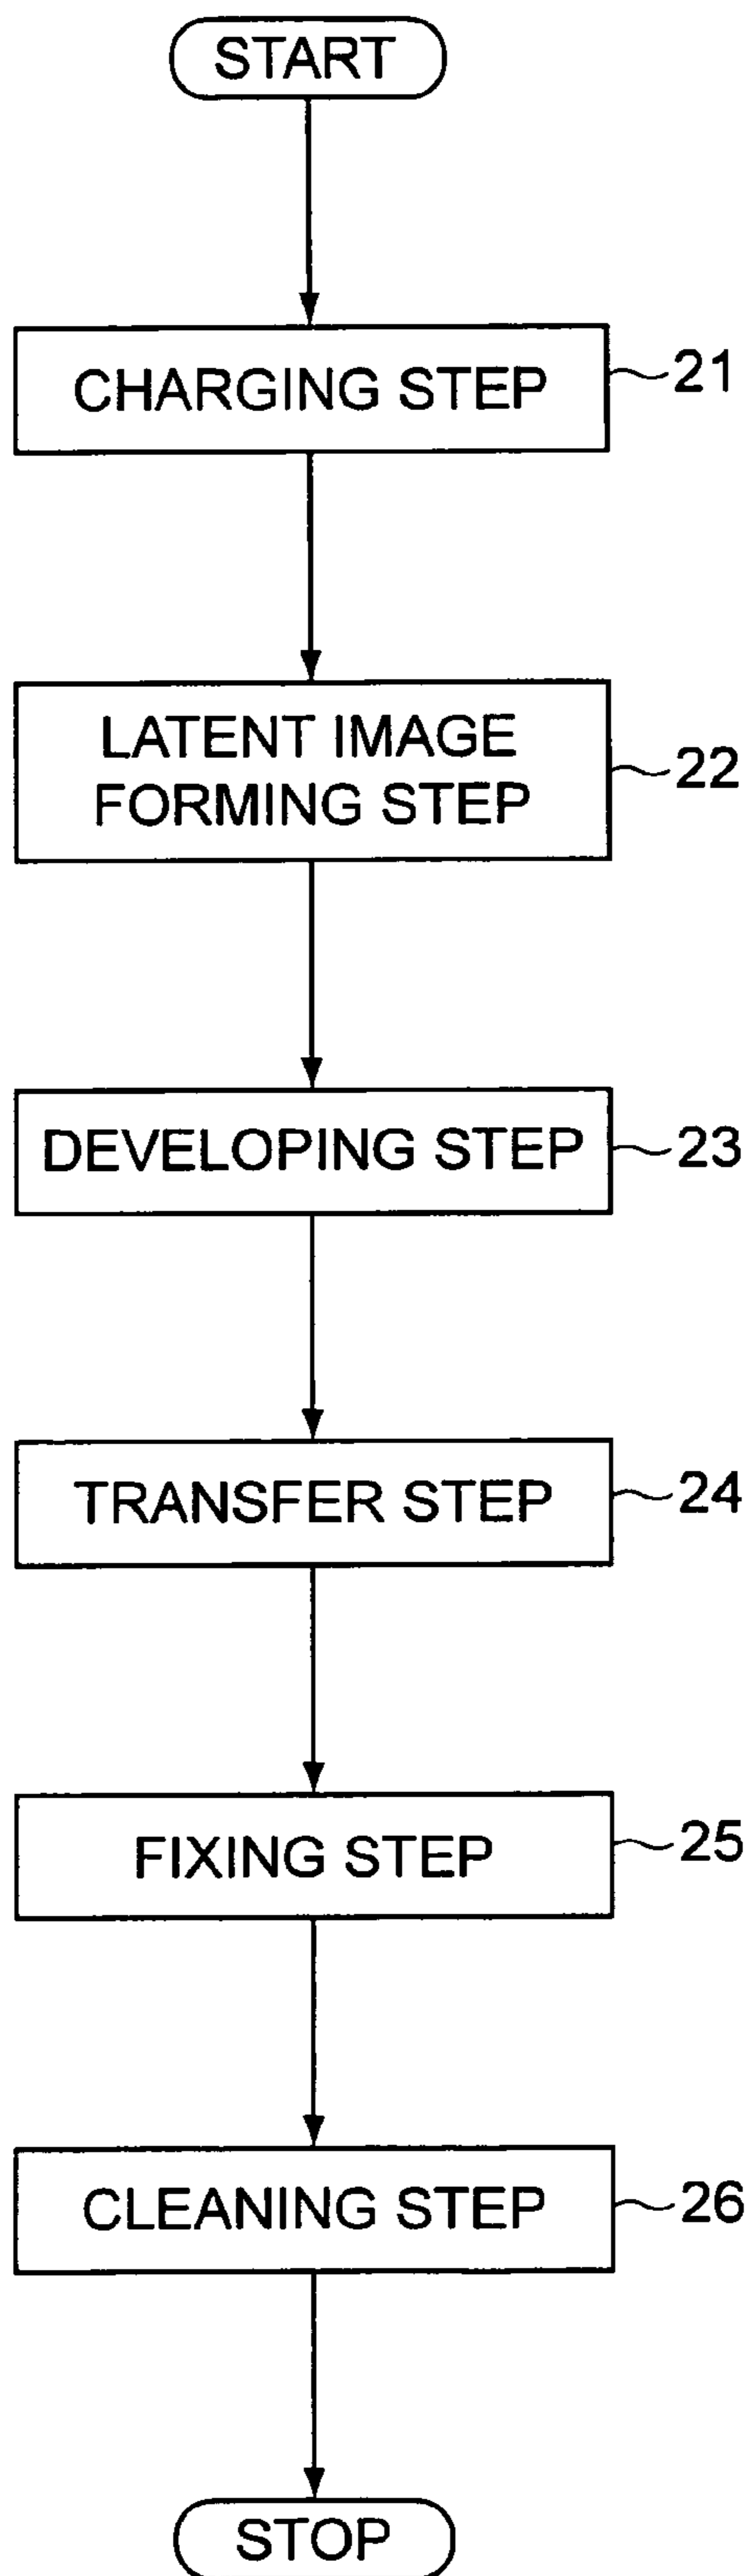 START
CHARGING STEP
21
LATENT IMAGE
FORMING STEP
22
DEVELOPING STEP
23
TRANSFER STEP
24
FIXING STEP
25
CLEANING STEP
26
STOP